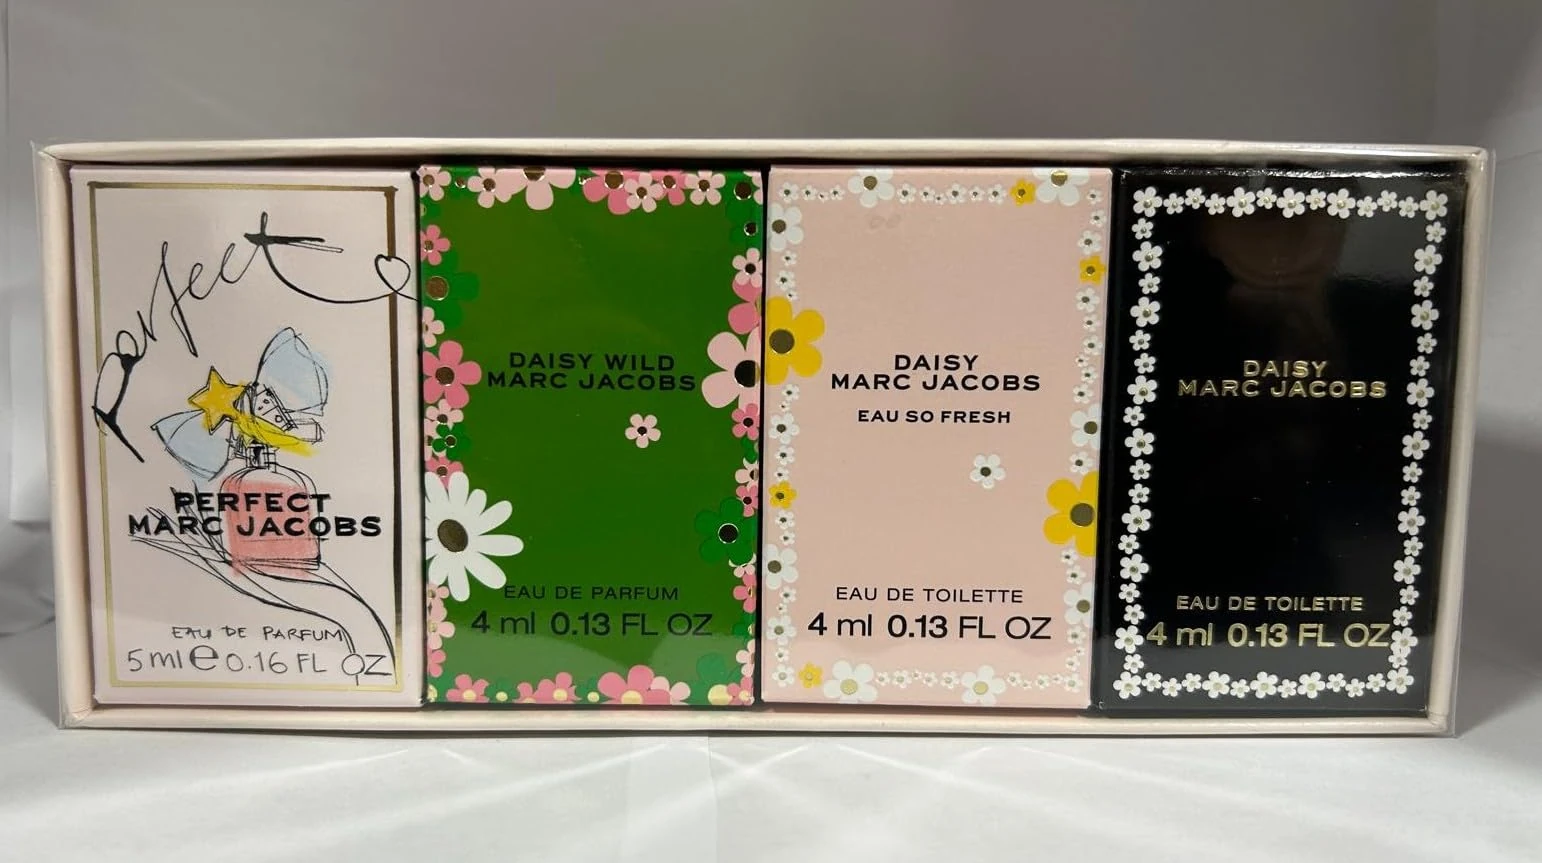 perfect
PERFECT
MARC JACOBS
EAU DE PARFUM
5 ml e 0.16 FL OZ
DAISY WILD
MARC JACOBS
EAU DE PARFUM
4 ml 0.13 FL OZ
DAISY
MARC JACOBS
EAU SO FRESH
EAU DE TOILETTE
4 ml 0.13 FL OZ
DAISY
MARC JACOBS
EAU DE TOILETTE
4 ml 0.13 FL OZ